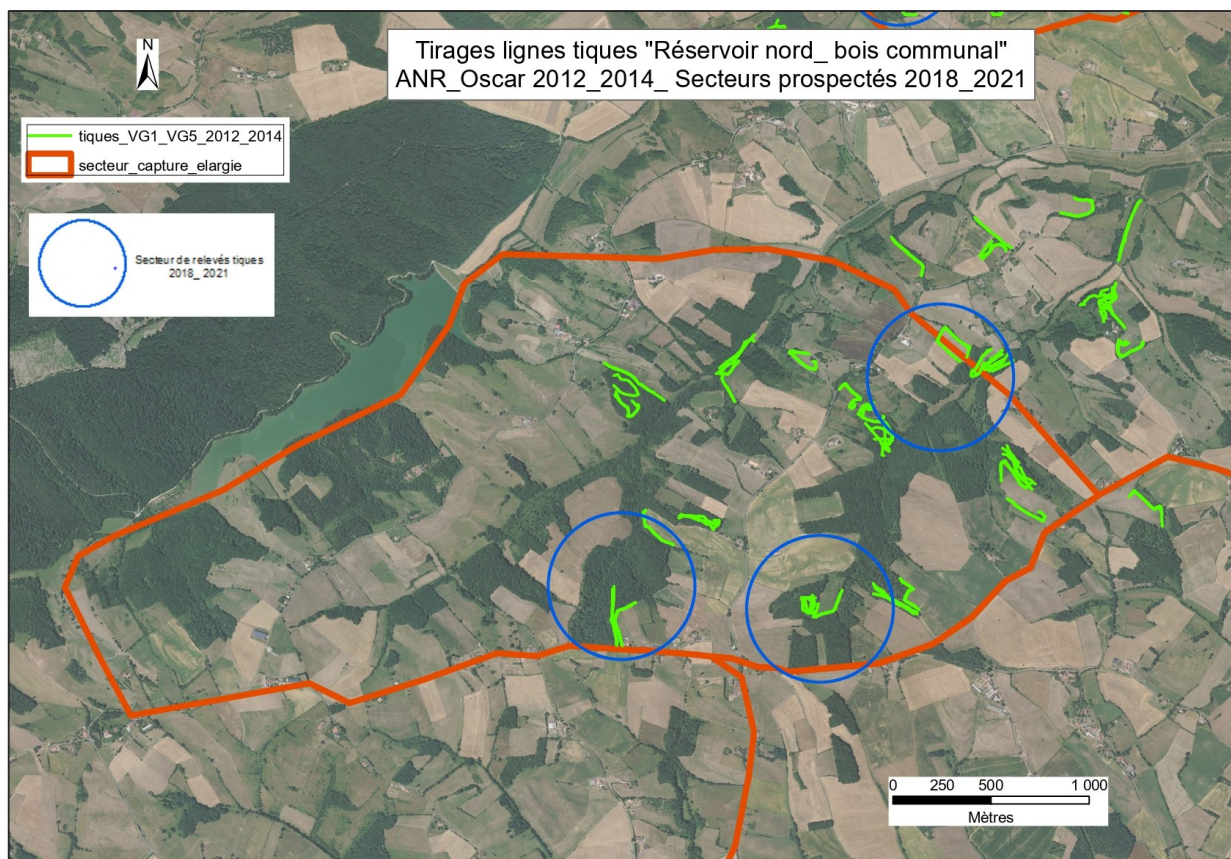 Tirages lignes tiques "Réservoir nord_ bois communal"
ANR_Oscar 2012_2014_ Secteurs prospectés 2018_2021
N
tiques_VG1_VG5_2012_2014
secteur_capture_elargie
Secteur de relevés tiques
2018_ 2021
0 250 500 1 000
Mètres